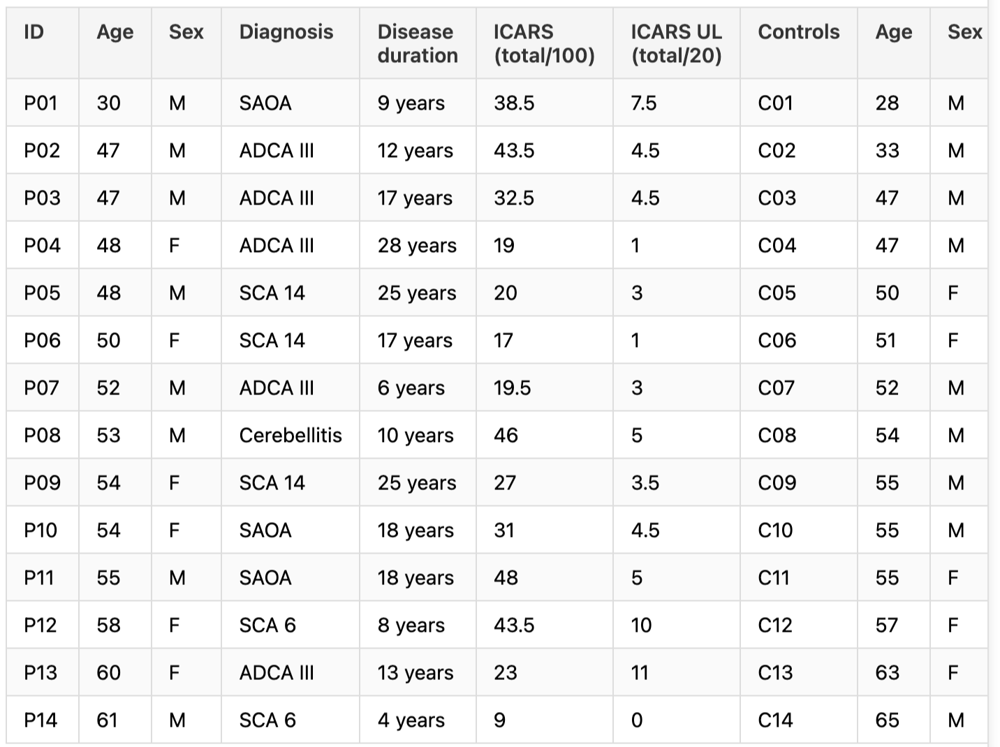 ID Age Sex Diagnosis Disease duration ICARS (total/100) ICARS UL (total/20) Controls Age Sex
P01 30 M SAOA 9 years 38.5 7.5 C01 28 M
P02 47 M ADCA III 12 years 43.5 4.5 C02 33 M
P03 47 M ADCA III 17 years 32.5 4.5 C03 47 M
P04 48 F ADCA III 28 years 19 1 C04 47 M
P05 48 M SCA 14 25 years 20 3 C05 50 F
P06 50 F SCA 14 17 years 17 1 C06 51 F
P07 52 M ADCA III 6 years 19.5 3 C07 52 M
P08 53 M Cerebellitis 10 years 46 5 C08 54 M
P09 54 F SCA 14 25 years 27 3.5 C09 55 M
P10 54 F SAOA 18 years 31 4.5 C10 55 M
P11 55 M SAOA 18 years 48 5 C11 55 F
P12 58 F SCA 6 8 years 43.5 10 C12 57 F
P13 60 F ADCA III 13 years 23 11 C13 63 F
P14 61 M SCA 6 4 years 9 0 C14 65 M